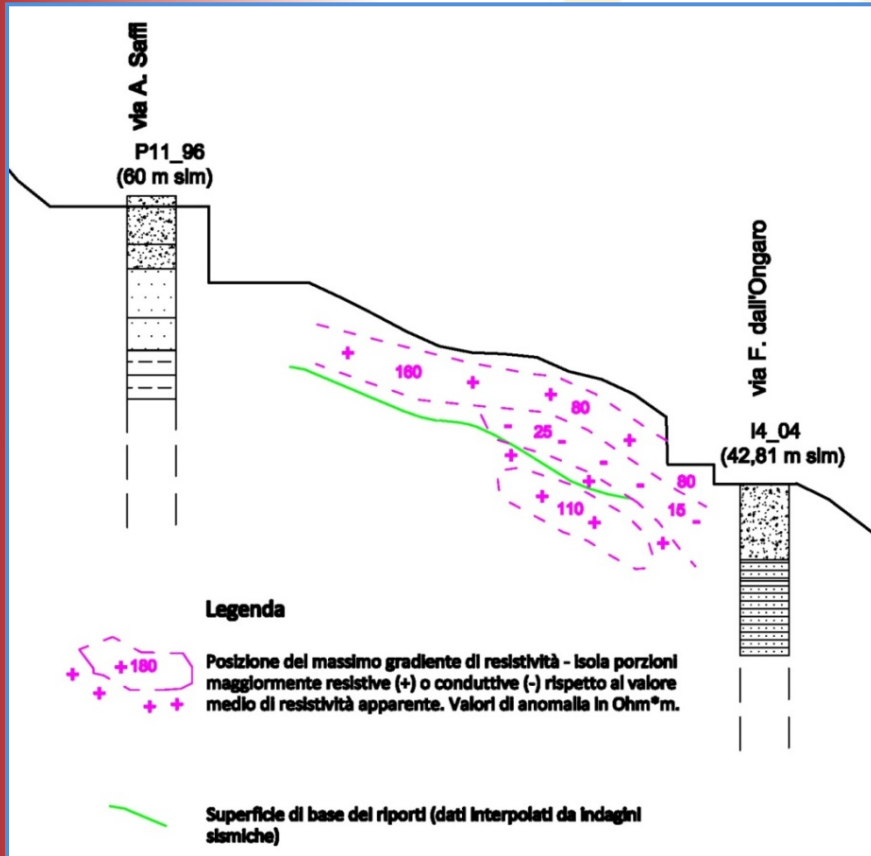 via A. Saffi
P11_96
(60 m slm)
via F. dall'Ongaro
I4_04
(42,81 m slm)
+ 160 +
+ 80 +
- 25 -
- -
80
+ 110 +
15 -
+ + +
Legenda
+ +180
+ + +
Posizione del massimo gradiente di resistività - isola porzioni
maggiormente resistive (+) o conduttive (-) rispetto al valore
medio di resistività apparente. Valori di anomalia in Ohm*m.
Superficie di base dei riporti (dati interpolati da indagini
sismiche)